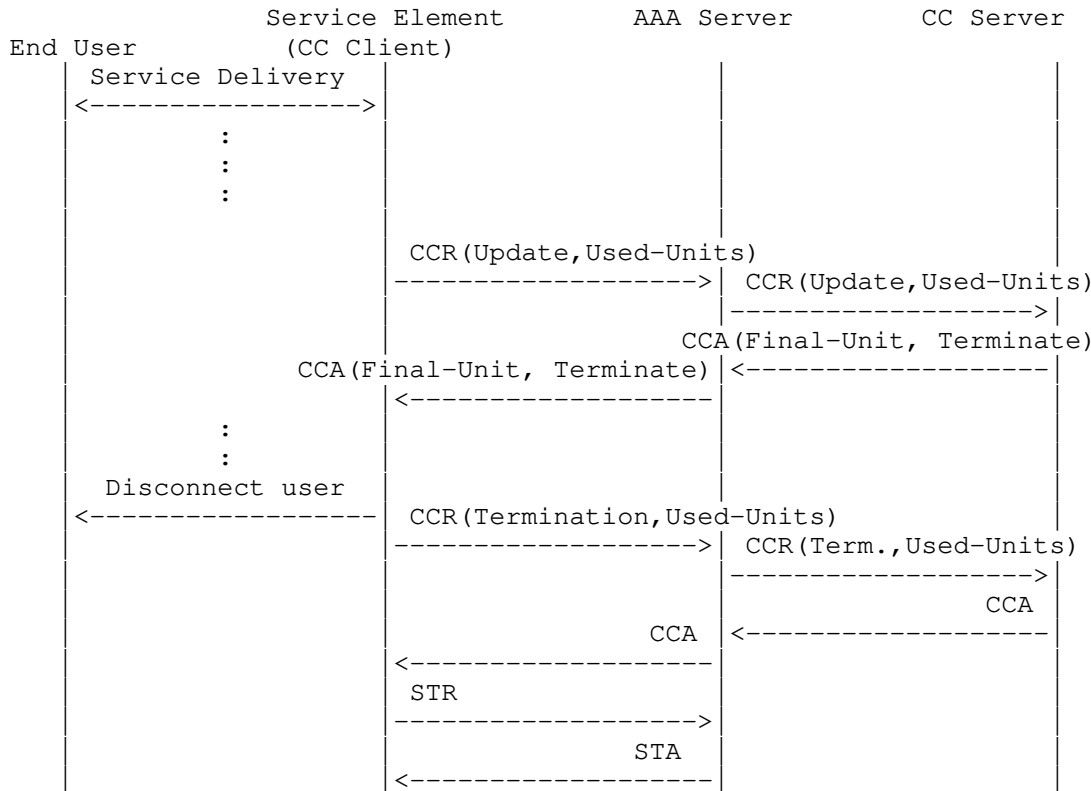 Service Element AAA Server CC Server
End User (CC Client)
Service Delivery
:
:
:
CCR(Update,Used-Units)
CCR(Update,Used-Units)
CCA(Final-Unit, Terminate)
CCA(Final-Unit, Terminate)
:
:
Disconnect user
CCR(Termination,Used-Units)
CCR(Term.,Used-Units)
CCA
CCA
STR
STA